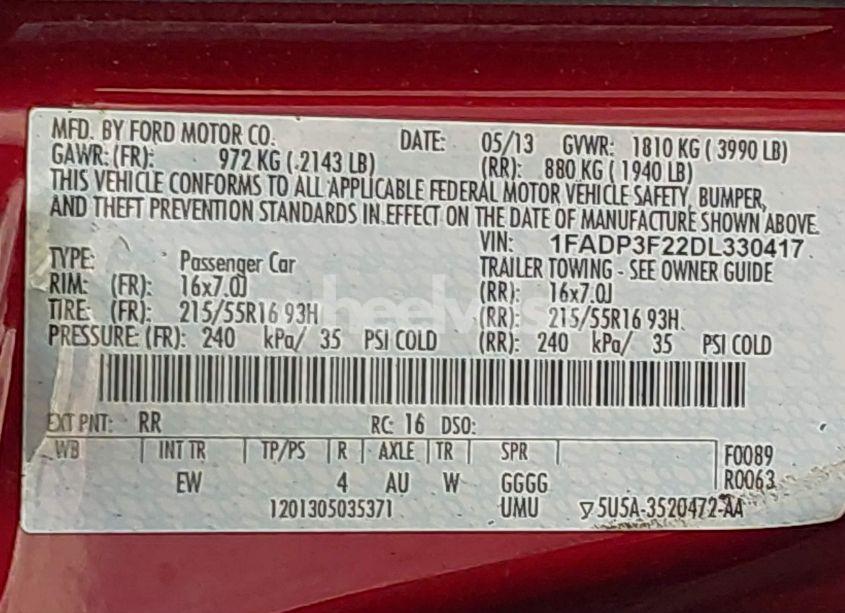 MFD. BY FORD MOTOR CO. DATE: 05/13 GVWR: 1810 KG ( 3990 LB)
GAWR: (FR): 972 KG ( .2143 LB) (RR): 880 KG ( 1940 LB)
THIS VEHICLE CONFORMS TO ALL APPLICABLE FEDERAL MOTOR VEHICLE SAFETY, BUMPER,
AND THEFT PREVENTION STANDARDS IN EFFECT ON THE DATE OF MANUFACTURE SHOWN ABOVE.
VIN: 1FADP3F22DL330417
TYPE: Passenger Car TRAILER TOWING - SEE OWNER GUIDE
RIM: (FR): 16x7.0J (RR): 16x7.0J
TIRE: (FR): 215/55R16 93H (RR): 215/55R16 93H
PRESSURE: (FR): 240 kPa/ 35 PSI COLD (RR): 240 kPa/ 35 PSI COLD
EXT PNT: RR RC: 16 DSO:
WB INT TR TP/PS R AXLE TR SPR F0089
EW 4 AU W GGGG R0063
1201305035371 UMU ▽5U5A-3520472-AA